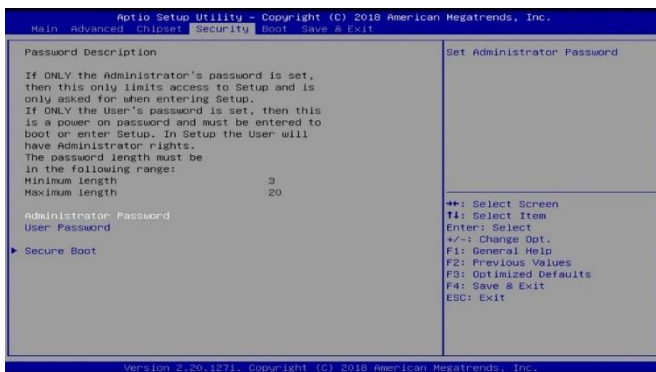 Aptio Setup Utility – Copyright (C) 2018 American Megatrends, Inc.
Main Advanced Chipset Security Boot Save & Exit
Password Description
If ONLY the Administrator's password is set,
then this only limits access to Setup and is
only asked for when entering Setup.
If ONLY the User's password is set, then this
is a power on password and must be entered to
boot or enter Setup. In Setup the User will
have Administrator rights.
The password length must be
in the following range:
Minimum length 3
Maximum length 20
Administrator Password
User Password
Secure Boot
Set Administrator Password
→←: Select Screen
↑↓: Select Item
Enter: Select
+/-: Change Opt.
F1: General Help
F2: Previous Values
F3: Optimized Defaults
F4: Save & Exit
ESC: Exit
Version 2.20.1271. Copyright (C) 2018 American Megatrends, Inc.